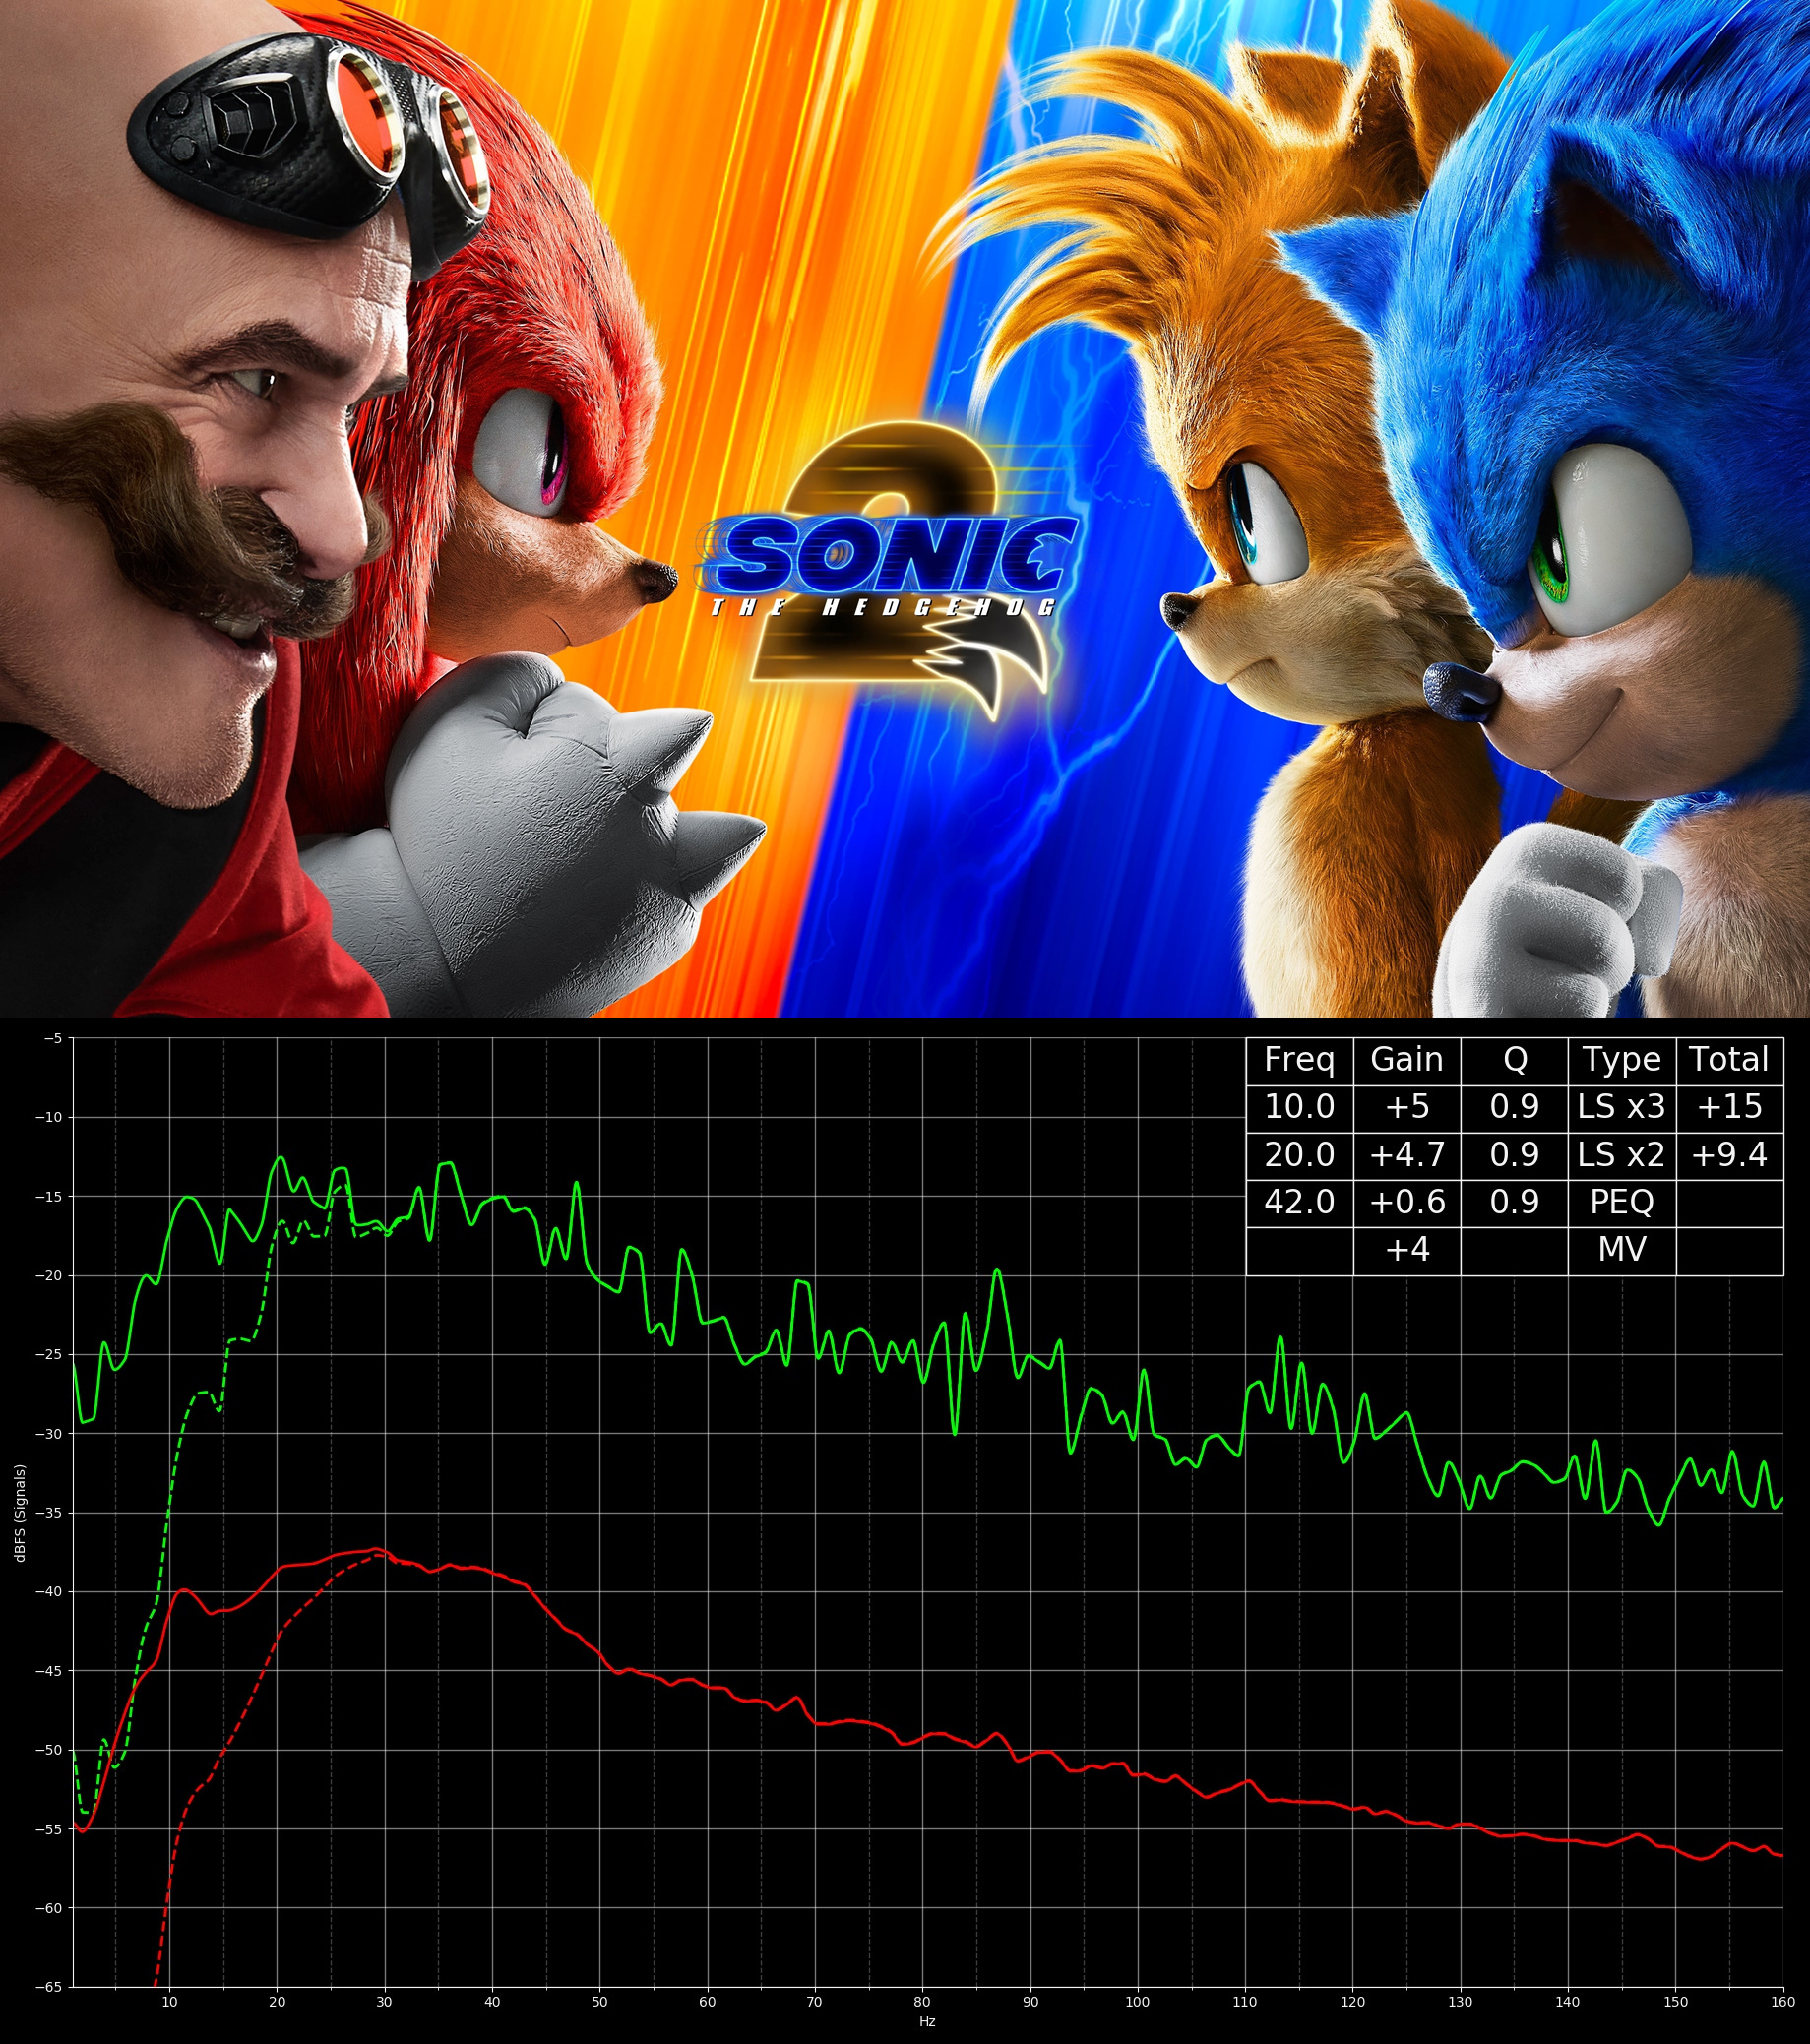 2
SONIC
THE HEDGEHOG
Freq Gain Q Type Total
10.0 +5 0.9 LS x3 +15
20.0 +4.7 0.9 LS x2 +9.4
42.0 +0.6 0.9 PEQ
+4 MV
−5
−10
−15
−20
−25
−30
−35
−40
−45
−50
−55
−60
−65
dBFS (Signals)
10 20 30 40 50 60 70 80 90 100 110 120 130 140 150 160
Hz